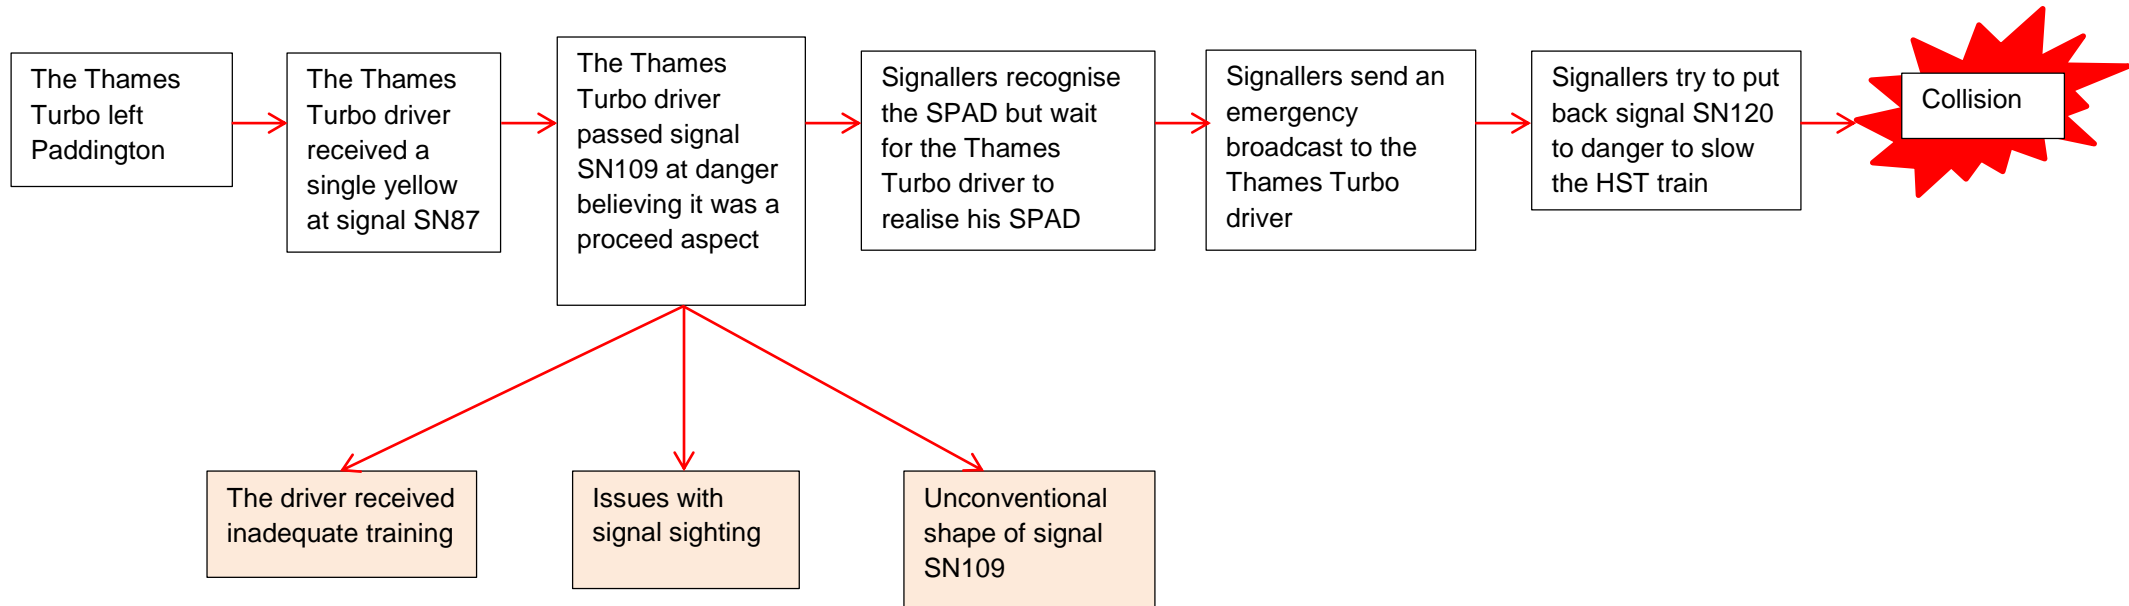 The Thames
Turbo left
Paddington
The Thames
Turbo driver
received a
single yellow
at signal SN87
The Thames
Turbo driver
passed signal
SN109 at danger
believing it was a
proceed aspect
Signallers recognise
the SPAD but wait
for the Thames
Turbo driver to
realise his SPAD
Signallers send an
emergency
broadcast to the
Thames Turbo
driver
Signallers try to put
back signal SN120
to danger to slow
the HST train
Collision
The driver received
inadequate training
Issues with
signal sighting
Unconventional
shape of signal
SN109